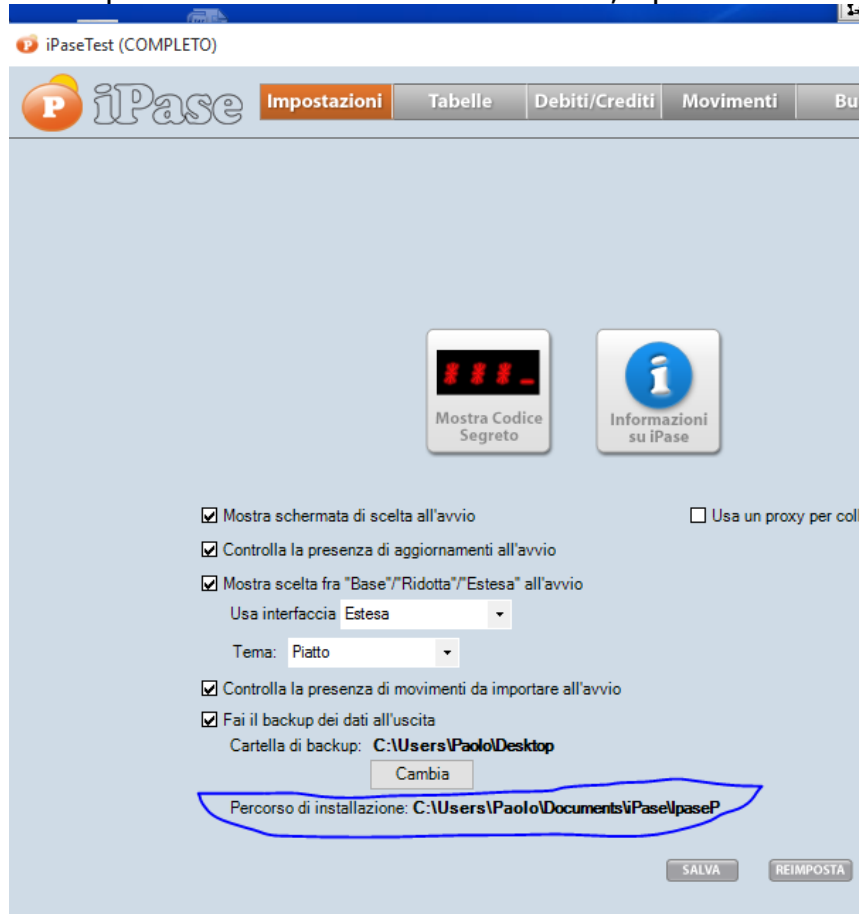 iPaseTest (COMPLETO)
iPase Impostazioni Tabelle Debiti/Crediti Movimenti Bu
Mostra Codice Segreto
Informazioni su iPase
Mostra schermata di scelta all'avvio
Usa un proxy per coll
Controlla la presenza di aggiornamenti all'avvio
Mostra scelta fra "Base"/"Ridotta"/"Estesa" all'avvio
Usa interfaccia Estesa
Tema: Piatto
Controlla la presenza di movimenti da importare all'avvio
Fai il backup dei dati all'uscita
Cartella di backup: C:\Users\Paolo\Desktop
Cambia
Percorso di installazione: C:\Users\Paolo\Documents\iPase\IpaseP
SALVA REIMPOSTA